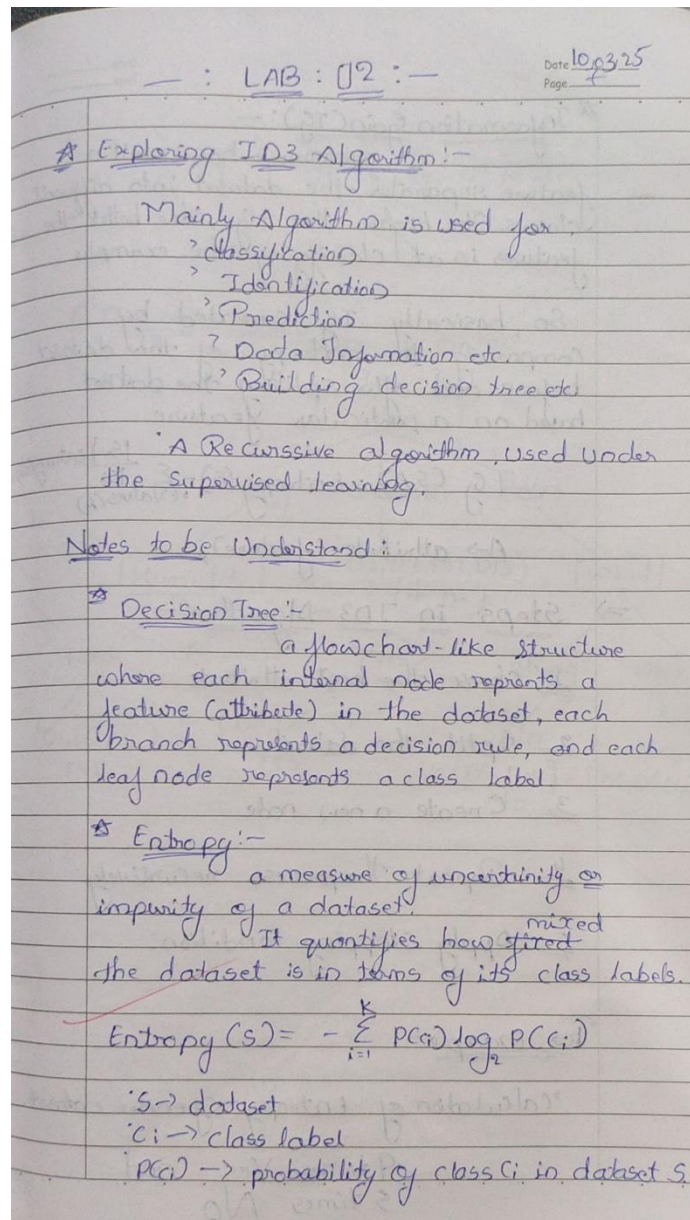 Date 10.03.25
— : LAB : 02 : —
Page 7
☆ Exploring ID3 Algorithm :-
Mainly Algorithm is used for :
> classification
> Identification
> Prediction
> Data Information etc.
> Building decision tree etc.
· A Recurssive algorithm, used under
the supervised learning.
Notes to be Understand :
☆ Decision Tree :-
a flowchart-like structure
where each internal node reprents a
feature (attribute) in the dataset, each
branch represents a decision rule, and each
leaf node represents a class label
☆ Entropy :-
a measure of uncertinity or
impurity of a dataset.
It quantifies how mixed
the dataset is in terms of its class labels.
Entropy (S) = - K Σ i=1 P(ci) log2 P(Ci)
· S -> dataset
· Ci -> class label
· P(ci) -> probability of class Ci in dataset S